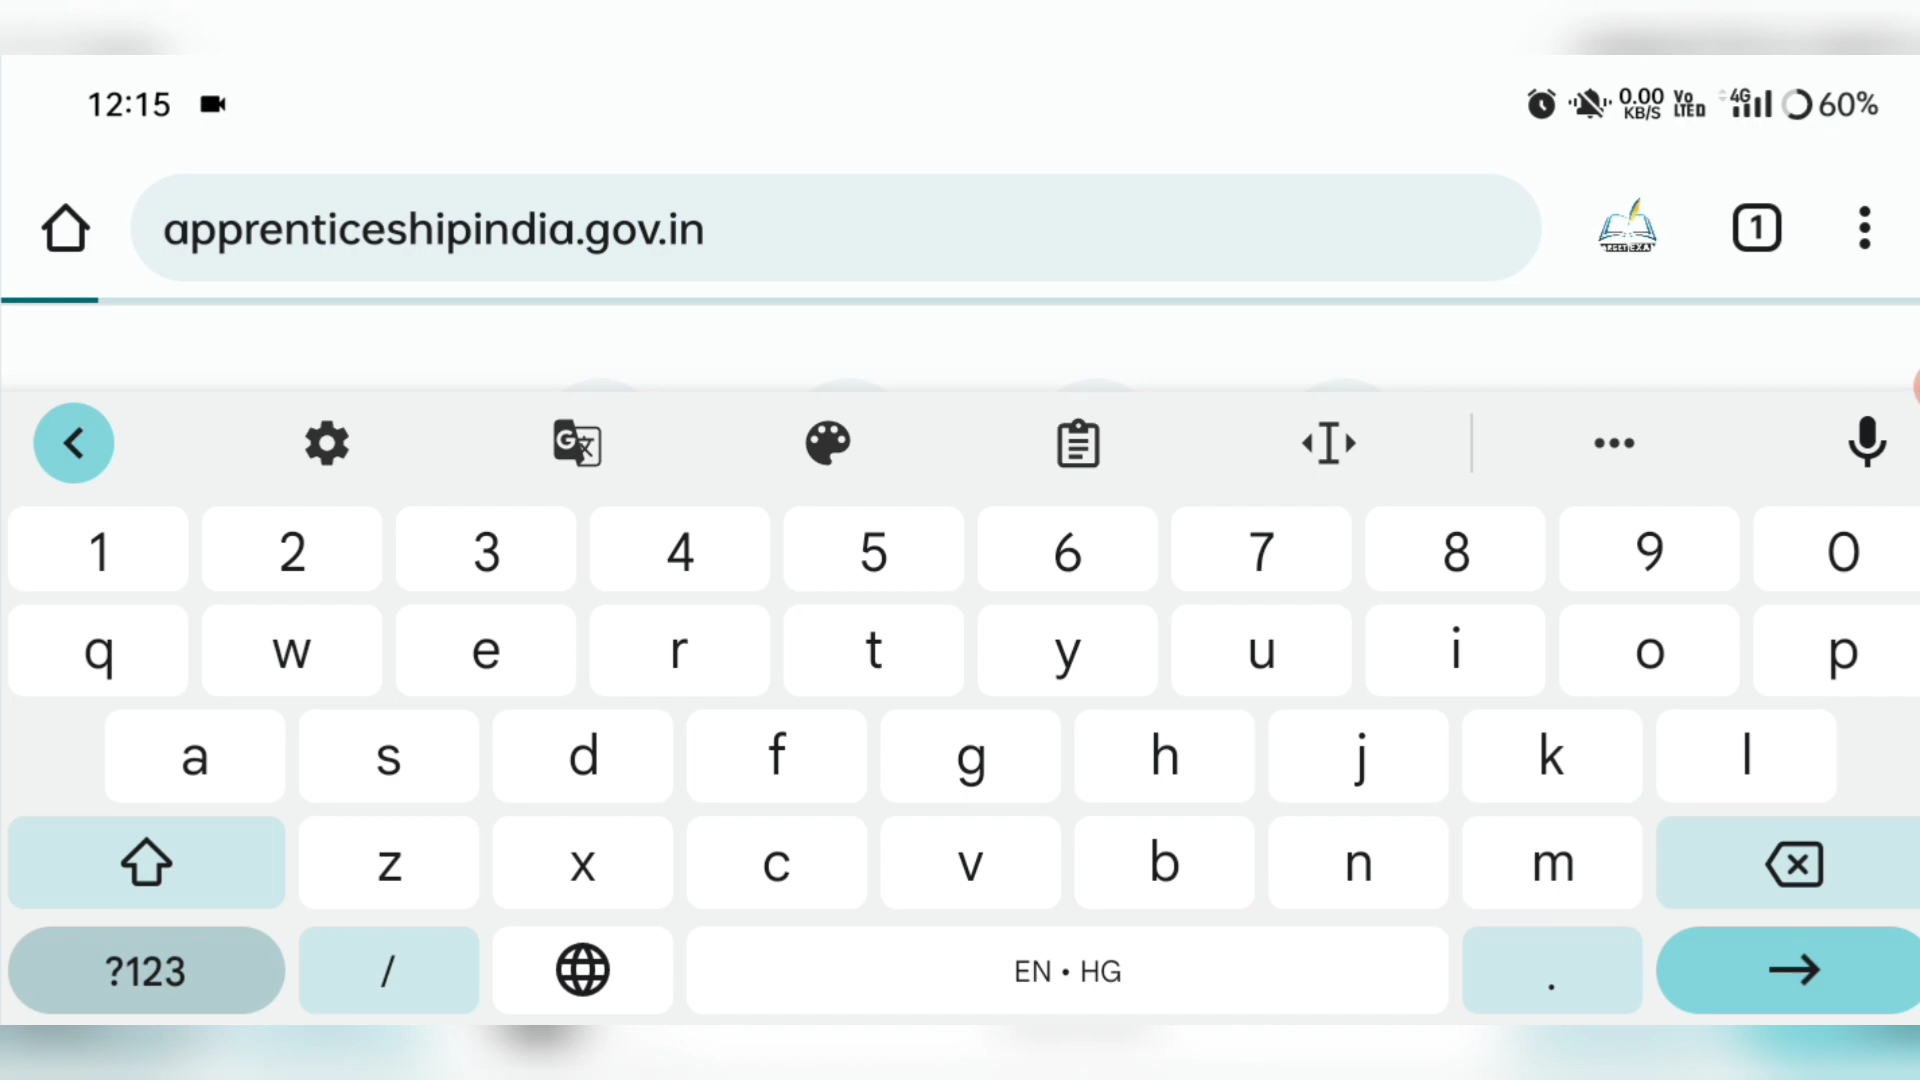 12:15
0.00 KB/S Vo LTE 4G 60%
apprenticeshipindia.gov.in
1
1 2 3 4 5 6 7 8 9 0
q w e r t y u i o p
a s d f g h j k l
z x c v b n m
?123 / EN • HG .